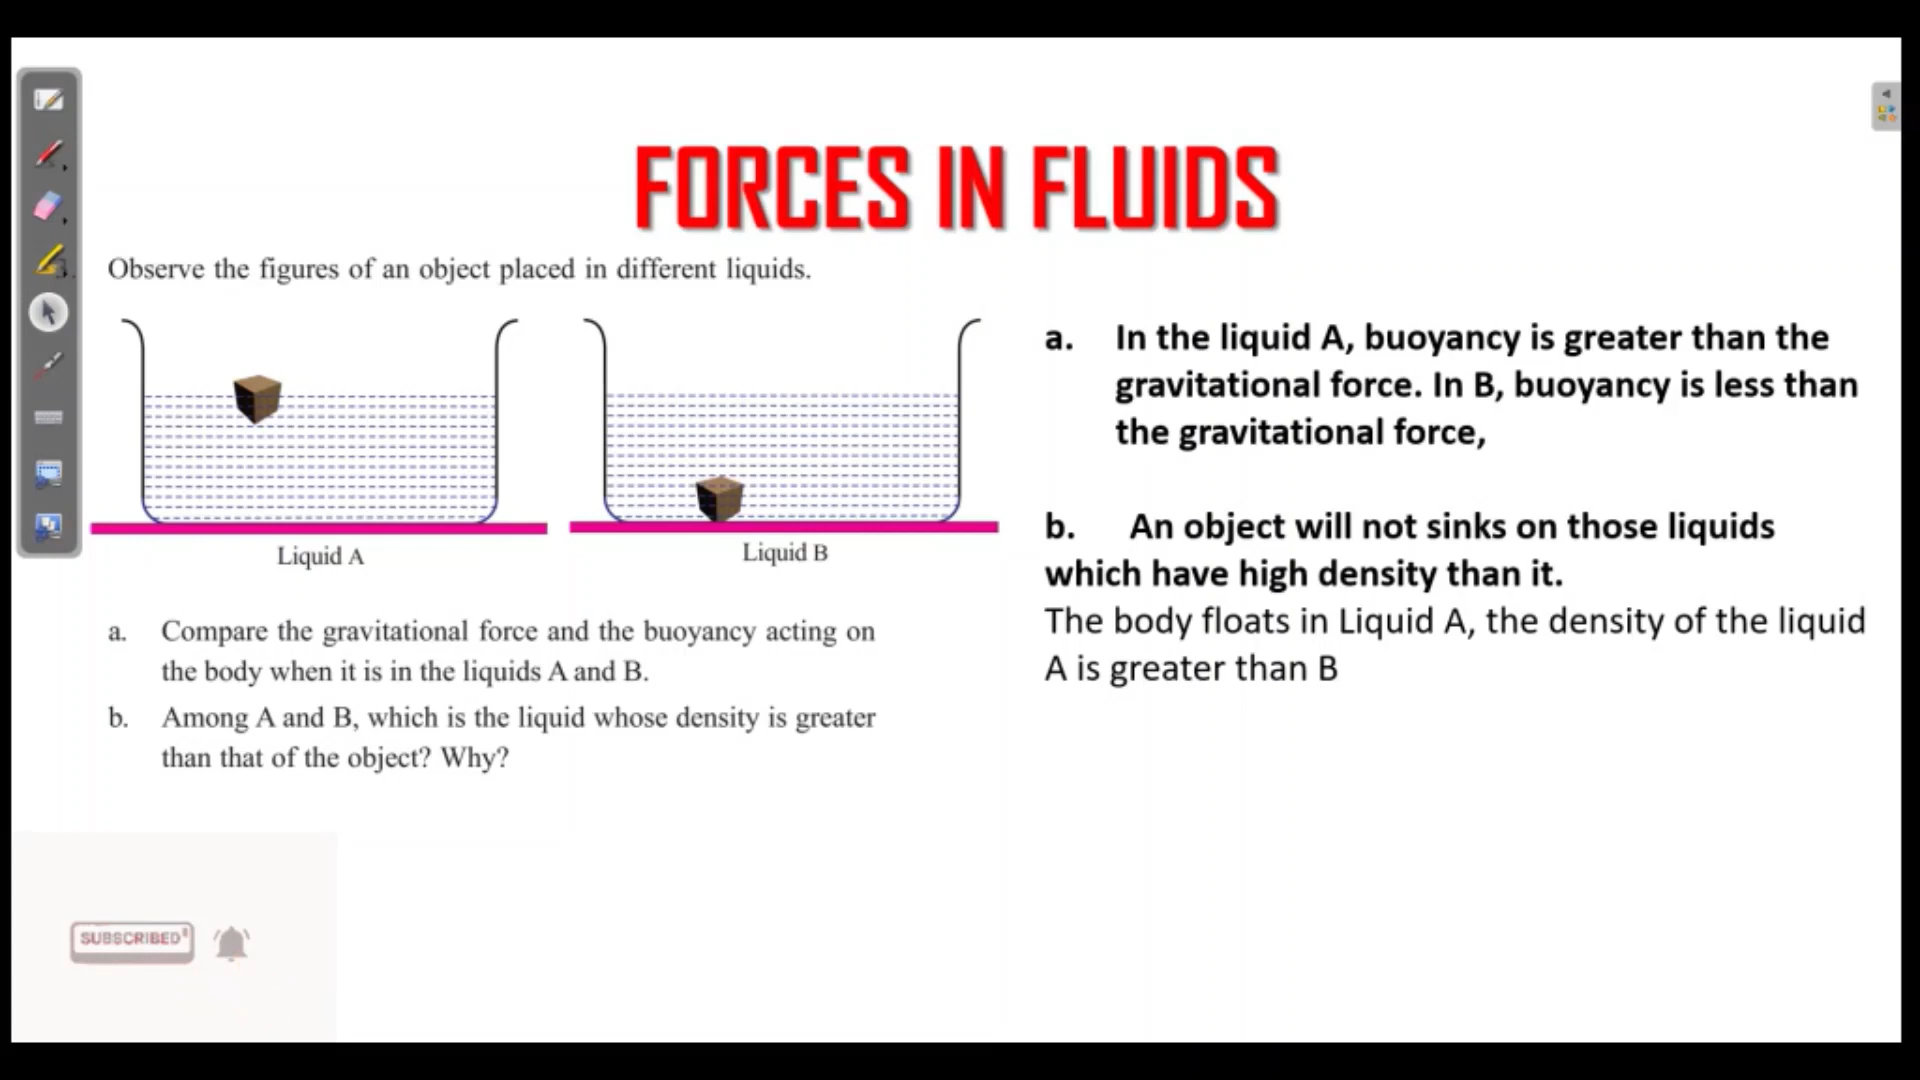 FORCES IN FLUIDS
Observe the figures of an object placed in different liquids.
Liquid A
Liquid B
a. Compare the gravitational force and the buoyancy acting on
the body when it is in the liquids A and B.
b. Among A and B, which is the liquid whose density is greater
than that of the object? Why?
a. In the liquid A, buoyancy is greater than the
gravitational force. In B, buoyancy is less than
the gravitational force,
b. An object will not sinks on those liquids
which have high density than it.
The body floats in Liquid A, the density of the liquid
A is greater than B
SUBSCRIBED